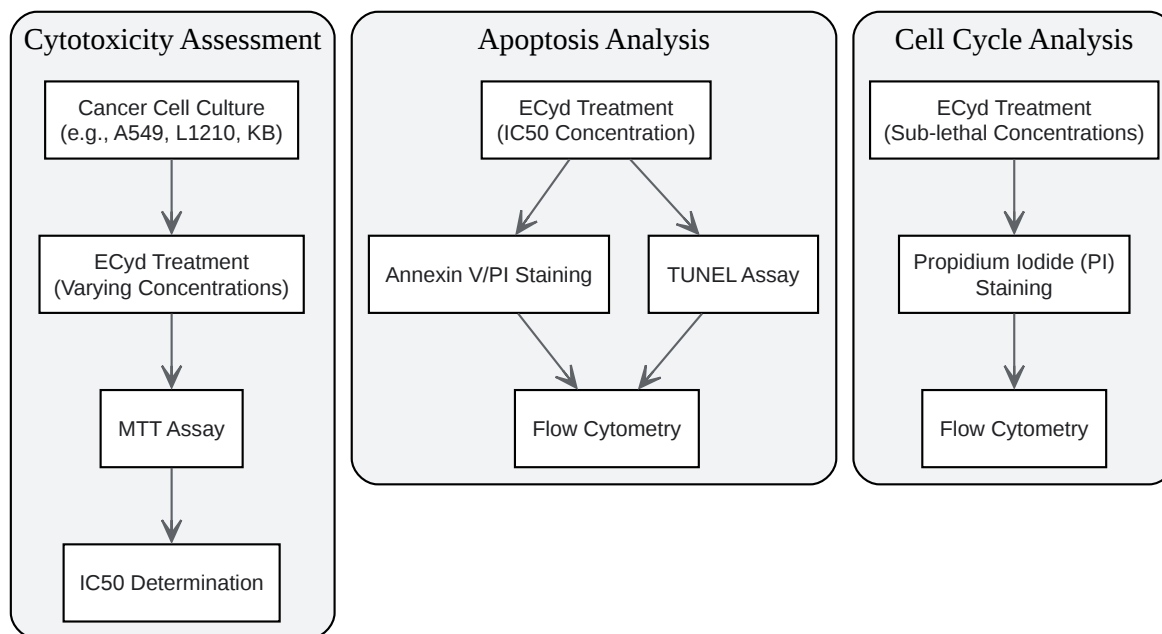 Cytotoxicity Assessment
Cancer Cell Culture
(e.g., A549, L1210, KB)
ECyd Treatment
(Varying Concentrations)
MTT Assay
IC50 Determination
Apoptosis Analysis
ECyd Treatment
(IC50 Concentration)
Annexin V/PI Staining
TUNEL Assay
Flow Cytometry
Cell Cycle Analysis
ECyd Treatment
(Sub-lethal Concentrations)
Propidium Iodide (PI)
Staining
Flow Cytometry